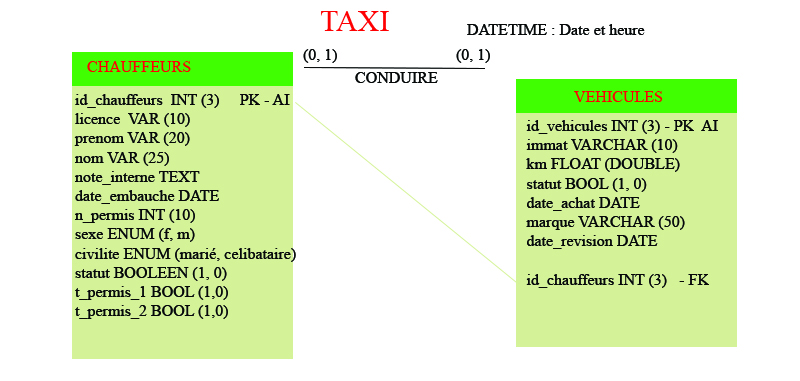 TAXI
DATETIME : Date et heure
(0, 1) (0, 1)
CONDUIRE
CHAUFFEURS
id_chauffeurs INT (3) PK - AI
licence VAR (10)
prenom VAR (20)
nom VAR (25)
note_interne TEXT
date_embauche DATE
n_permis INT (10)
sexe ENUM (f, m)
civilite ENUM (marié, celibataire)
statut BOOLEEN (1, 0)
t_permis_1 BOOL (1,0)
t_permis_2 BOOL (1,0)
VEHICULES
id_vehicules INT (3) - PK AI
immat VARCHAR (10)
km FLOAT (DOUBLE)
statut BOOL (1, 0)
date_achat DATE
marque VARCHAR (50)
date_revision DATE
id_chauffeurs INT (3) - FK